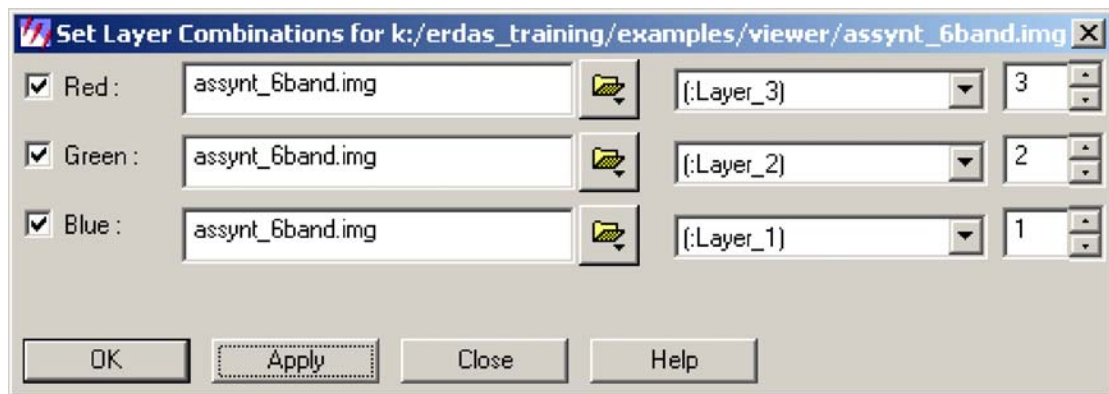 Set Layer Combinations for k:/erdas_training/examples/viewer/assynt_6band.img
Red : assynt_6band.img (:Layer_3) 3
Green : assynt_6band.img (:Layer_2) 2
Blue : assynt_6band.img (:Layer_1) 1
OK Apply Close Help